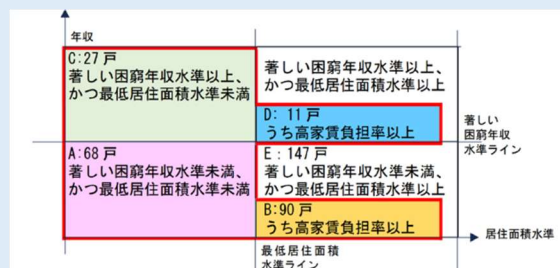 年収
C:27戸
著しい困窮年収水準以上、
かつ最低居住面積水準未満
著しい困窮年収水準以上、
かつ最低居住面積水準以上
D: 11戸
うち高家賃負担率以上
著しい
困窮年収
水準ライン
A:68戸
著しい困窮年収水準未満、
かつ最低居住面積水準未満
E：147戸
著しい困窮年収水準未満、
かつ最低居住面積水準以上
B:90戸
うち高家賃負担率以上
居住面積水準
最低居住面積
水準ライン